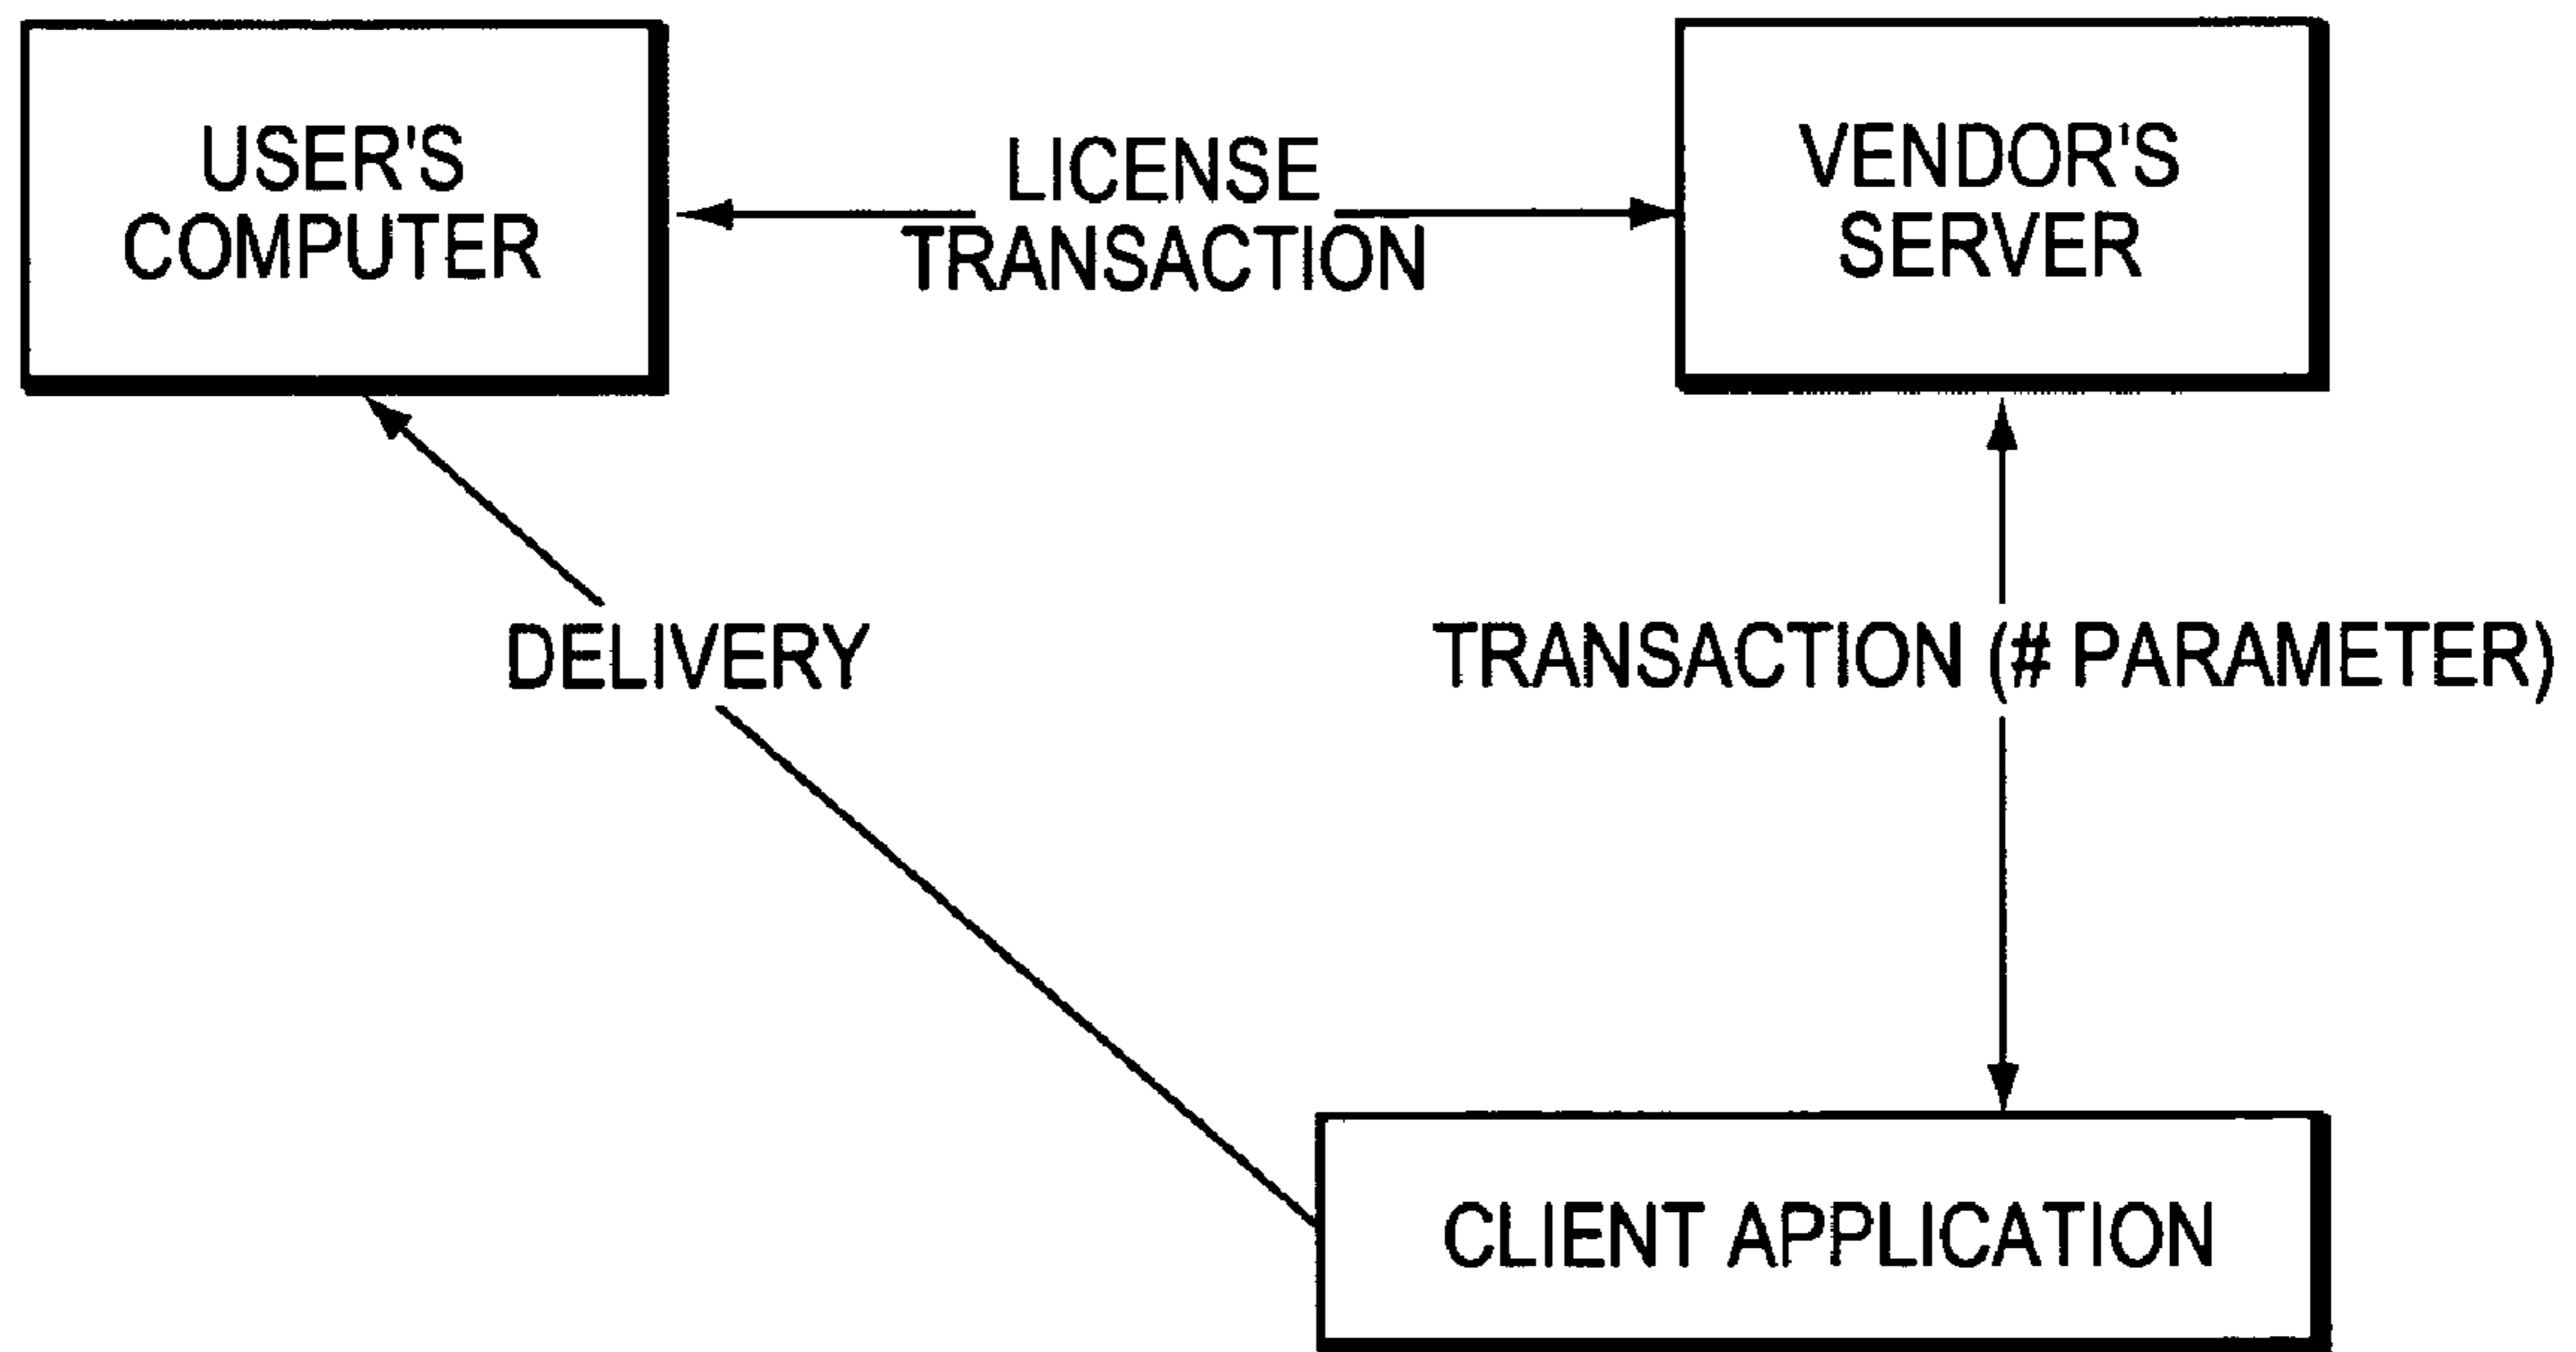 USER'S
COMPUTER
LICENSE
TRANSACTION
VENDOR'S
SERVER
DELIVERY
TRANSACTION (# PARAMETER)
CLIENT APPLICATION